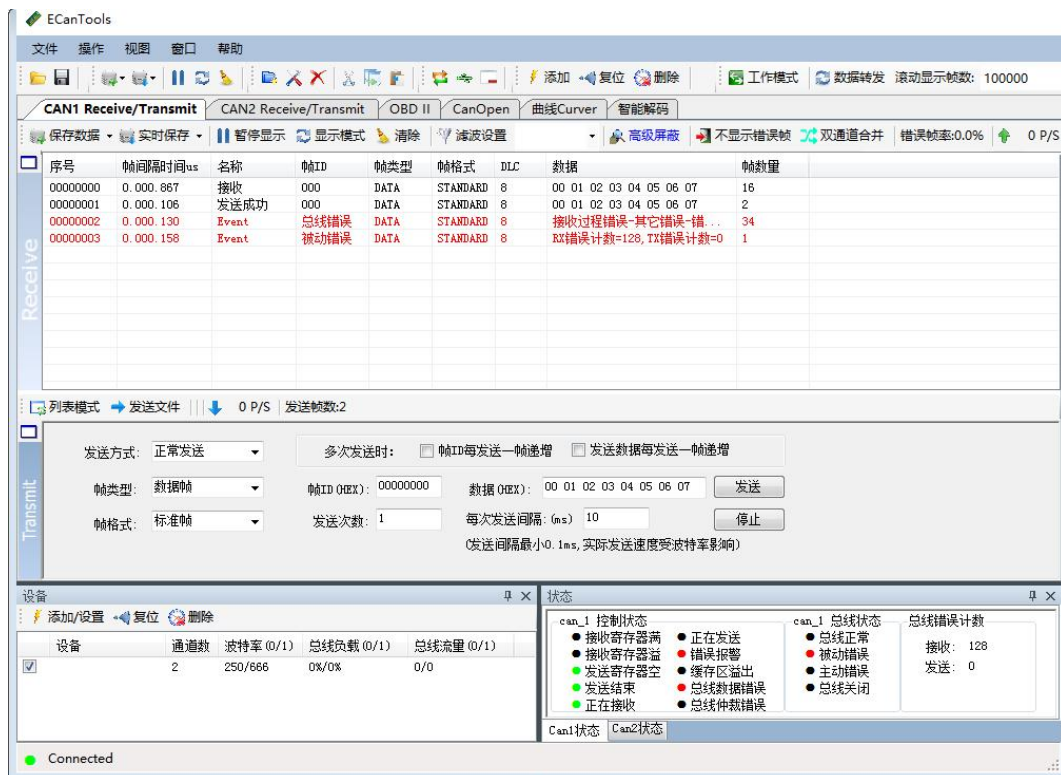 ECanTools
文件 操作 视图 窗口 帮助
添加 复位 删除 工作模式 数据转发 滚动显示帧数: 100000
CAN1 Receive/Transmit CAN2 Receive/Transmit OBD II CanOpen 曲线Curver 智能解码
保存数据 实时保存 暂停显示 显示模式 清除 滤波设置 高级屏蔽 不显示错误帧 双通道合并 错误帧率:0.0% 0 P/S
序号 帧间隔时间us 名称 帧ID 帧类型 帧格式 DLC 数据 帧数量
00000000 0.000.867 接收 000 DATA STANDARD 8 00 01 02 03 04 05 06 07 16
00000001 0.000.106 发送成功 000 DATA STANDARD 8 00 01 02 03 04 05 06 07 2
00000002 0.000.130 Event 总线错误 DATA STANDARD 8 接收过程错误-其它错误-错... 34
00000003 0.000.158 Event 被动错误 DATA STANDARD 8 RX错误计数=128,TX错误计数=0 1
Receive
列表模式 发送文件 0 P/S 发送帧数:2
发送方式: 正常发送 多次发送时: 帧ID每发送一帧递增 发送数据每发送一帧递增
帧类型: 数据帧 帧ID(HEX): 00000000 数据(HEX): 00 01 02 03 04 05 06 07 发送
帧格式: 标准帧 发送次数: 1 每次发送间隔:(ms) 10 停止
(发送间隔最小0.1ms,实际发送速度受波特率影响)
Transmit
设备
添加/设置 复位 删除
设备 通道数 波特率(0/1) 总线负载(0/1) 总线流量(0/1)
2 250/666 0%/0% 0/0
状态
can_1 控制状态 can_1 总线状态 总线错误计数
接收寄存器满 正在发送 总线正常 接收: 128
接收寄存器溢 错误报警 被动错误 发送: 0
发送寄存器空 缓存区溢出 主动错误
发送结束 总线数据错误 总线关闭
正在接收 总线仲裁错误
Can1状态 Can2状态
Connected